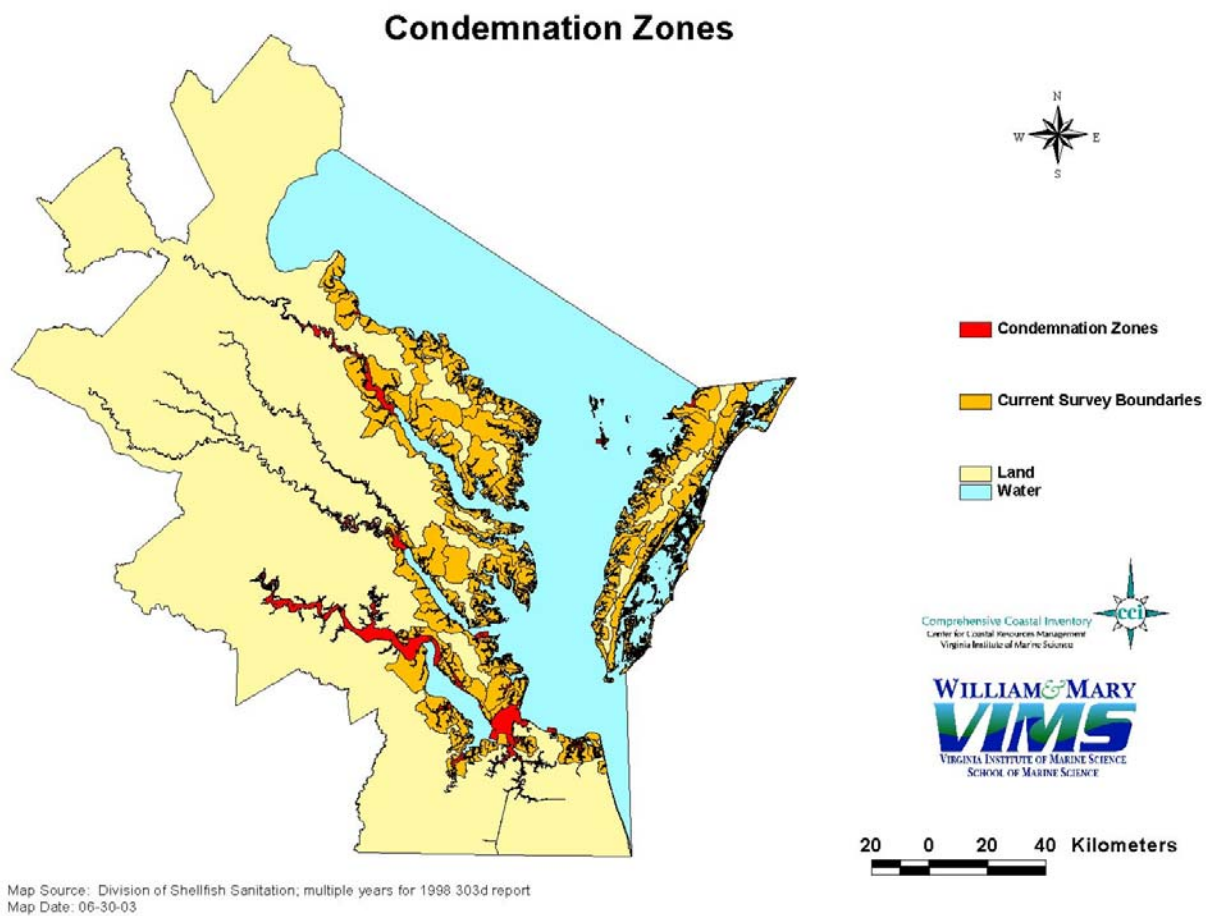 Condemnation Zones
N
W E
S
Condemnation Zones
Current Survey Boundaries
Land
Water
Comprehensive Coastal Inventory
Center for Coastal Resources Management
Virginia Institute of Marine Science
cci
WILLIAM & MARY
VIMS
VIRGINIA INSTITUTE OF MARINE SCIENCE
SCHOOL OF MARINE SCIENCE
20 0 20 40 Kilometers
Map Source: Division of Shellfish Sanitation; multiple years for 1998 303d report
Map Date: 06-30-03